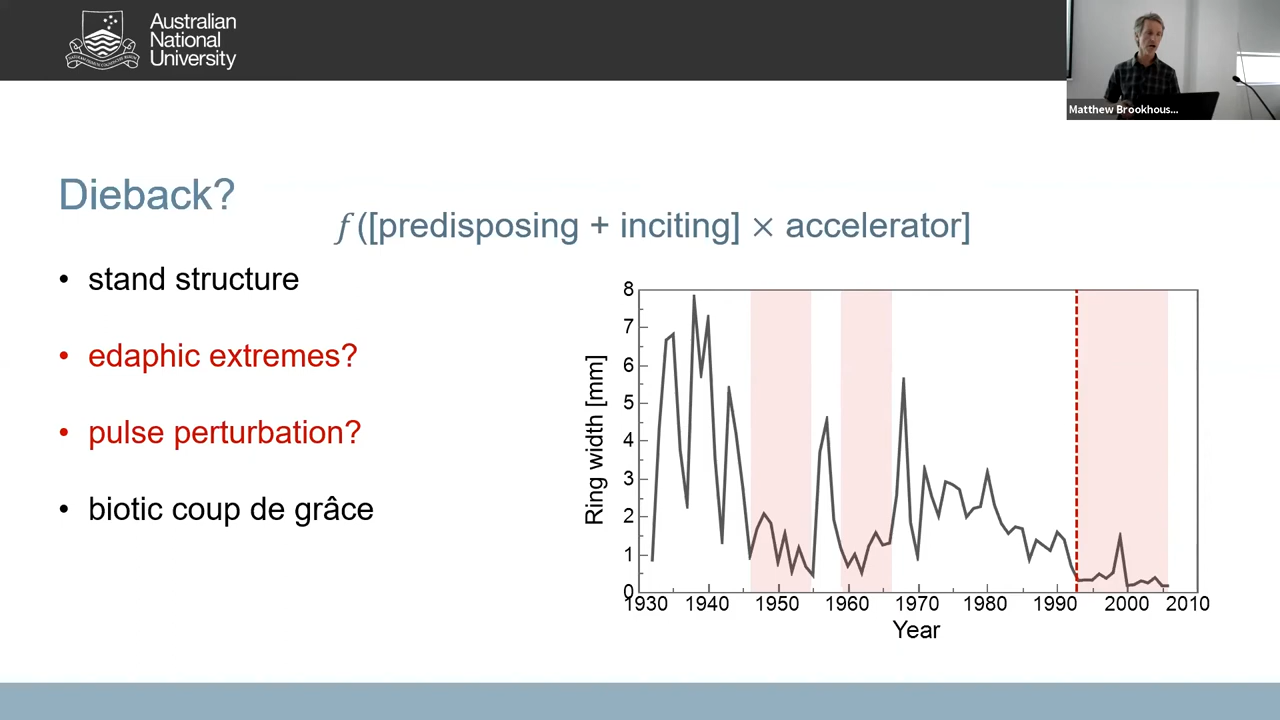 Australian
National
University
Matthew Brookhous...
Dieback?
f ([predisposing + inciting] × accelerator]
• stand structure
• edaphic extremes?
• pulse perturbation?
• biotic coup de grâce
Ring width [mm]
8
7
6
5
4
3
2
1
0
1930 1940 1950 1960 1970 1980 1990 2000 2010
Year